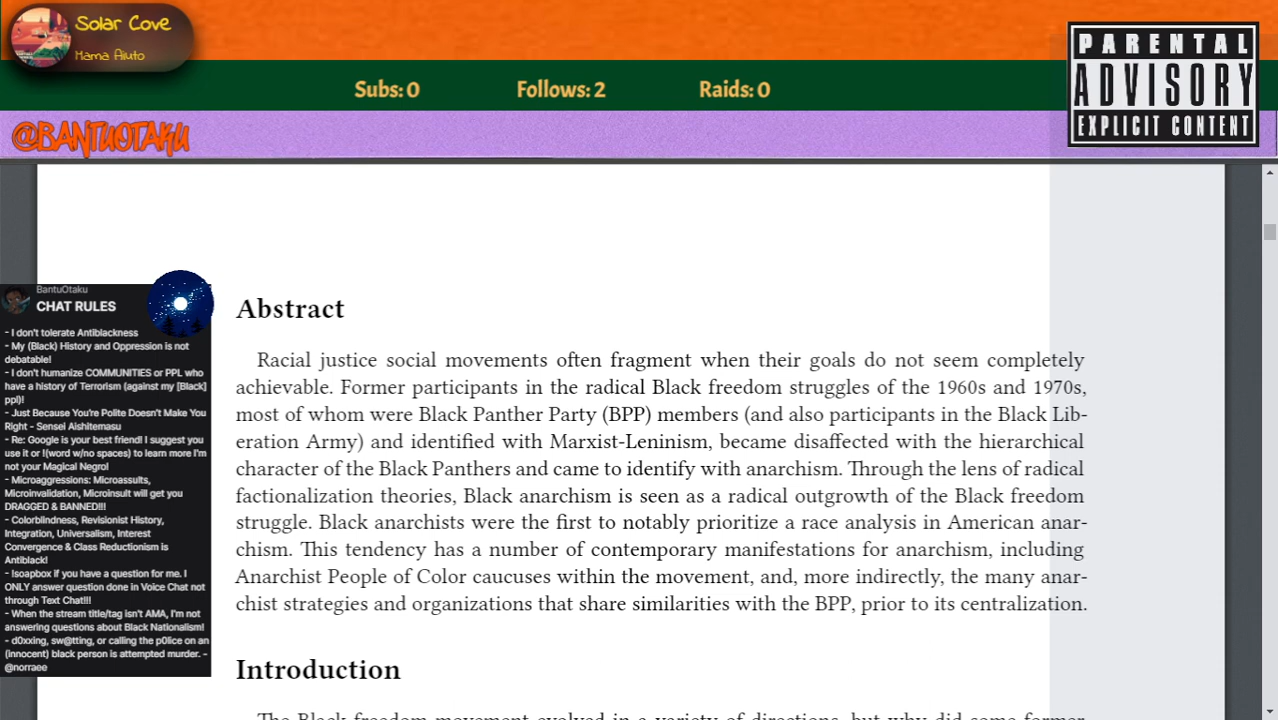 Solar Cove
Mama Aiuto
Subs: 0
Follows: 2
Raids: 0
PARENTAL
ADVISORY
EXPLICIT CONTENT
@BANTUOTAKU
BantuOtaku
CHAT RULES
- I don't tolerate Antiblackness
- My (Black) History and Oppression is not
debatable!
- I don't humanize COMMUNITIES or PPL who
have a history of Terrorism (against my [Black]
ppl)!
- Just Because You're Polite Doesn't Make You
Right - Sensei Aishitemasu
- Re: Google is your best friend! I suggest you
use it or !(word w/no spaces) to learn more I'm
not your Magical Negro!
- Microaggressions: Microassults,
Microinvalidation, Microinsult will get you
DRAGGED & BANNED!!!
- Colorblindness, Revisionist History,
Integration, Universalism, Interest
Convergence & Class Reductionism is
Antiblack!
- !soapbox if you have a question for me. I
ONLY answer question done in Voice Chat not
through Text Chat!!!
- When the stream title/tag isn't AMA, I'm not
answering questions about Black Nationalism!
- d0xxing, sw@tting, or calling the p0lice on an
(innocent) black person is attempted murder. -
@norraee
Abstract
Racial justice social movements often fragment when their goals do not seem completely
achievable. Former participants in the radical Black freedom struggles of the 1960s and 1970s,
most of whom were Black Panther Party (BPP) members (and also participants in the Black Lib-
eration Army) and identified with Marxist-Leninism, became disaffected with the hierarchical
character of the Black Panthers and came to identify with anarchism. Through the lens of radical
factionalization theories, Black anarchism is seen as a radical outgrowth of the Black freedom
struggle. Black anarchists were the first to notably prioritize a race analysis in American anar-
chism. This tendency has a number of contemporary manifestations for anarchism, including
Anarchist People of Color caucuses within the movement, and, more indirectly, the many anar-
chist strategies and organizations that share similarities with the BPP, prior to its centralization.
Introduction
The Black freedom movement evolved in a variety of directions, but why did some former